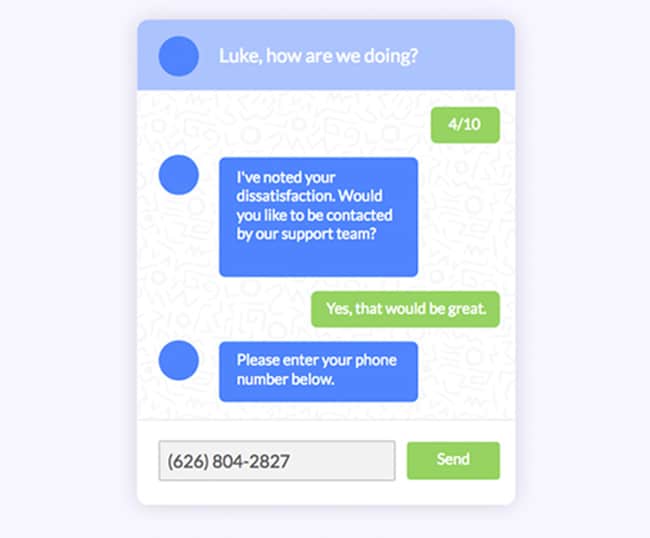 Luke, how are we doing?
4/10
I've noted your
dissatisfaction. Would
you like to be contacted
by our support team?
Yes, that would be great.
Please enter your phone
number below.
(626) 804-2827
Send